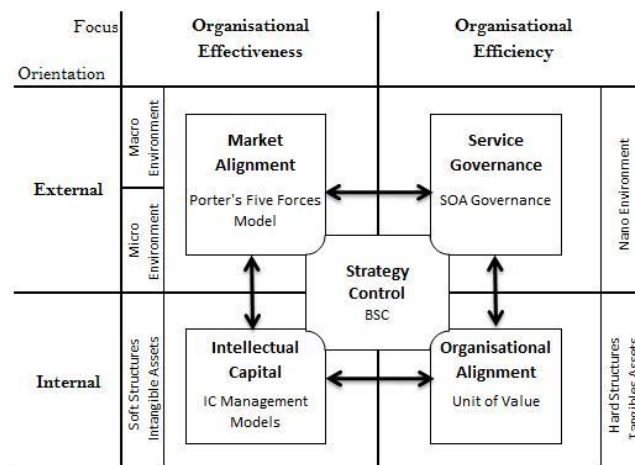 Focus
Organisational
Effectiveness
Organisational
Efficiency
Orientation
External
Macro
Environment
Micro
Environment
Market
Alignment
Porter's Five Forces
Model
Service
Governance
SOA Governance
Nano Environment
Strategy
Control
BSC
Internal
Soft Structures
Intangible Assets
Intellectual
Capital
IC Management
Models
Organisational
Alignment
Unit of Value
Hard Structures
Tangibles Assets